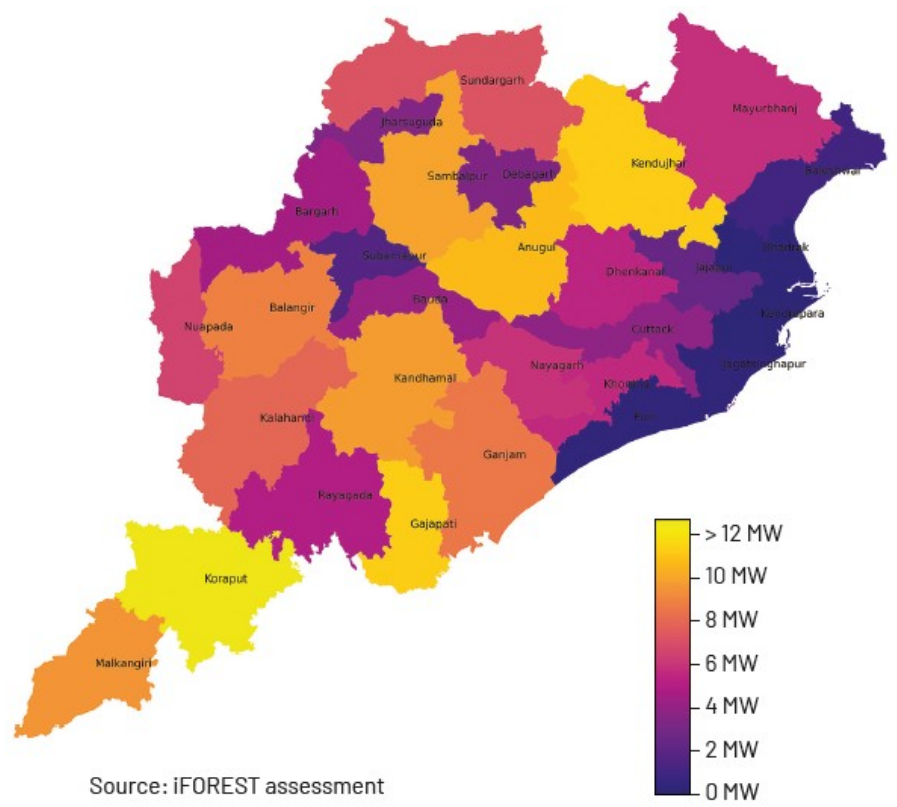 Sundargarh
Mayurbhanj
Jharsuguda
Kendujhar
Baleshwar
Sambalpur
Debagarh
Bargarh
Anugul
Bhadrak
Subarnapur
Jajapur
Dhenkanal
Bauda
Balangir
Kendrapara
Nuapada
Cuttack
Nayagarh
Jagatsinghapur
Kandhamal
Khordha
Kalahandi
Puri
Ganjam
Rayagada
Gajapati
Koraput
Malkangiri
> 12 MW
10 MW
8 MW
6 MW
4 MW
2 MW
0 MW
Source: iFOREST assessment